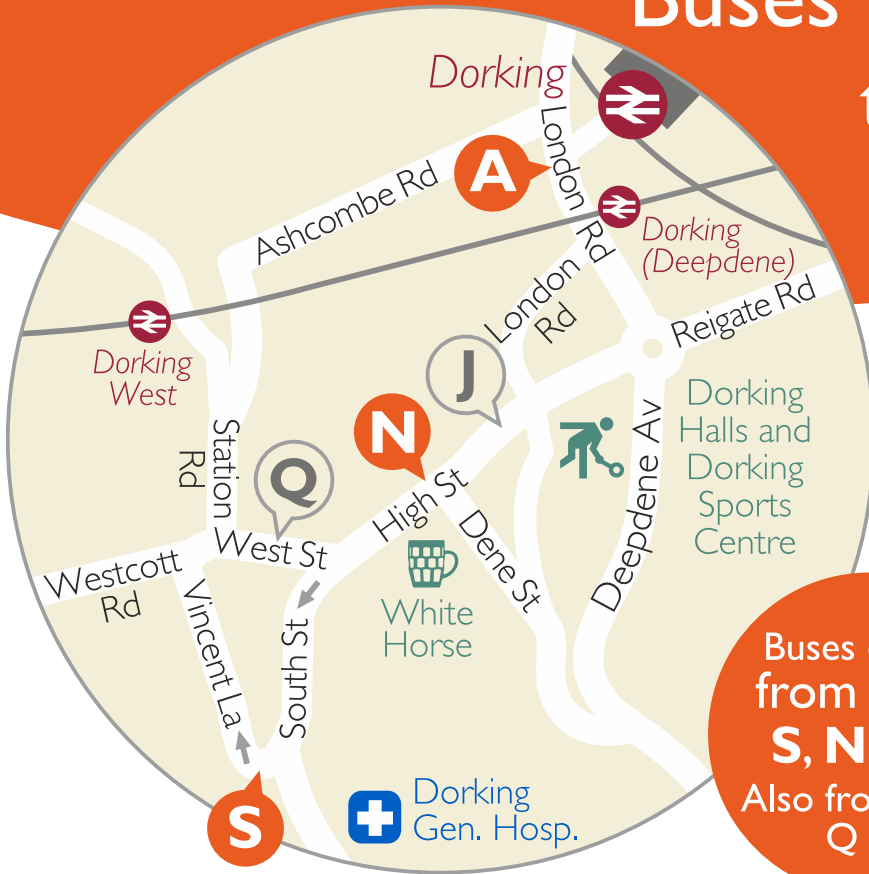 Buses
Dorking
London
Rd
A
Ashcombe Rd
Dorking
(Deepdene)
London
Rd
Reigate Rd
Dorking
West
J
N
Q
Station
Rd
High St
Dene St
Deepdene Av
Dorking
Halls and
Dorking
Sports
Centre
West St
Westcott
Rd
Vincent La
South St
White
Horse
S
Dorking
Gen. Hosp.
Buses
from
S, N
Also
Q